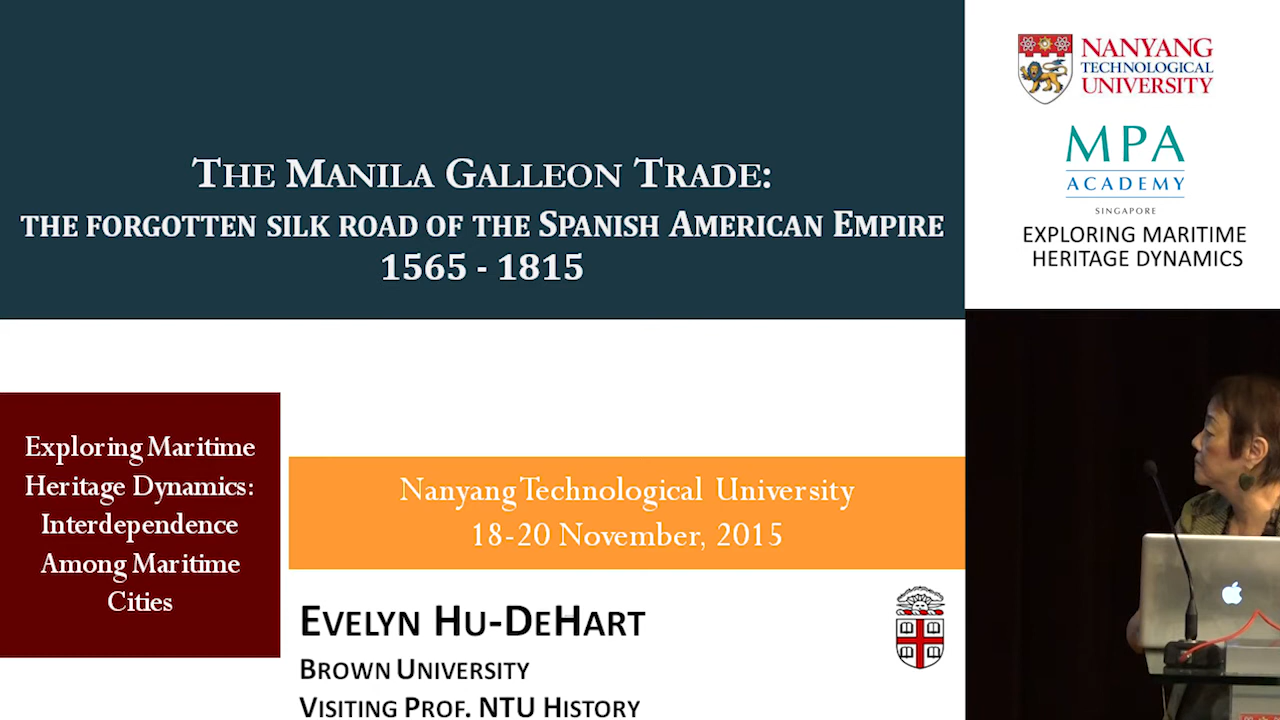 THE MANILA GALLEON TRADE:
THE FORGOTTEN SILK ROAD OF THE SPANISH AMERICAN EMPIRE
1565 - 1815
NANYANG
TECHNOLOGICAL
UNIVERSITY
MPA
ACADEMY
SINGAPORE
EXPLORING MARITIME
HERITAGE DYNAMICS
Exploring Maritime
Heritage Dynamics:
Interdependence
Among Maritime
Cities
Nanyang Technological University
18-20 November, 2015
EVELYN HU-DEHART
BROWN UNIVERSITY
VISITING PROF. NTU HISTORY